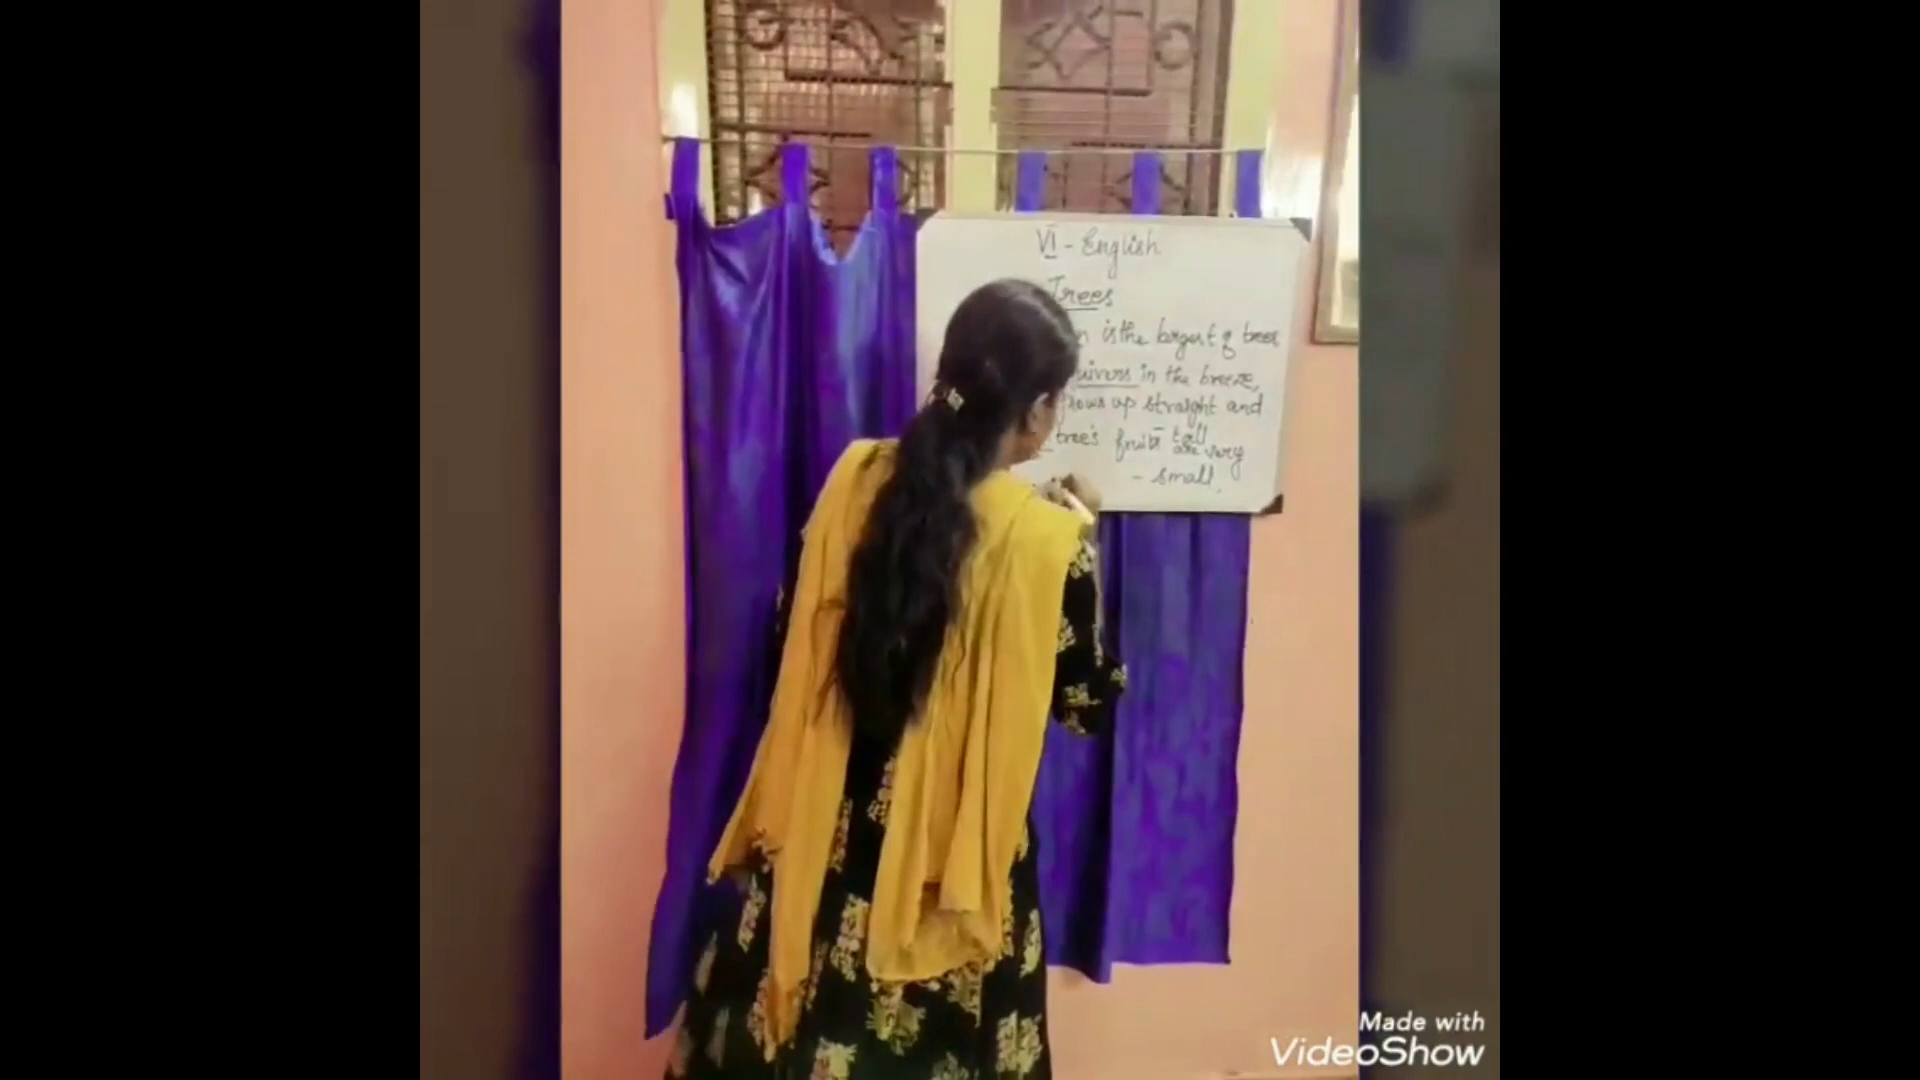 VI - English
Trees
is the largest of trees
quivers in the breeze,
grows up straight and
tall
tree's fruit are very
- small.
Made with
VideoShow